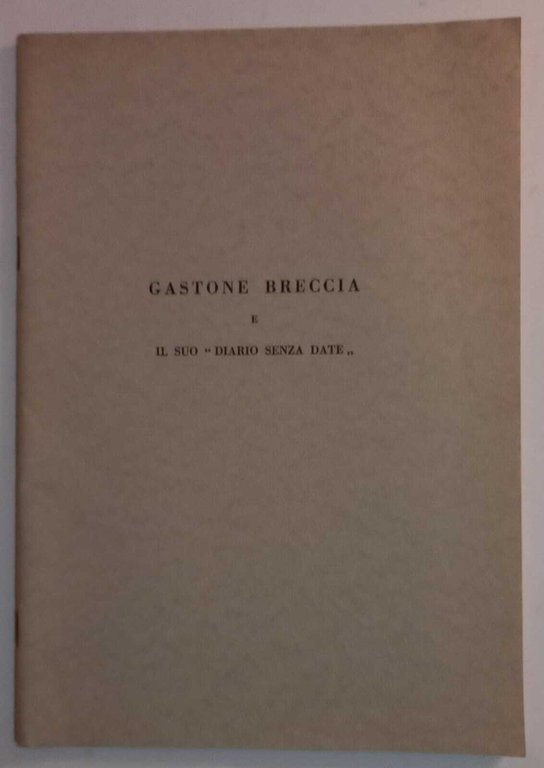 GASTONE BRECCIA
E
IL SUO “ DIARIO SENZA DATE „